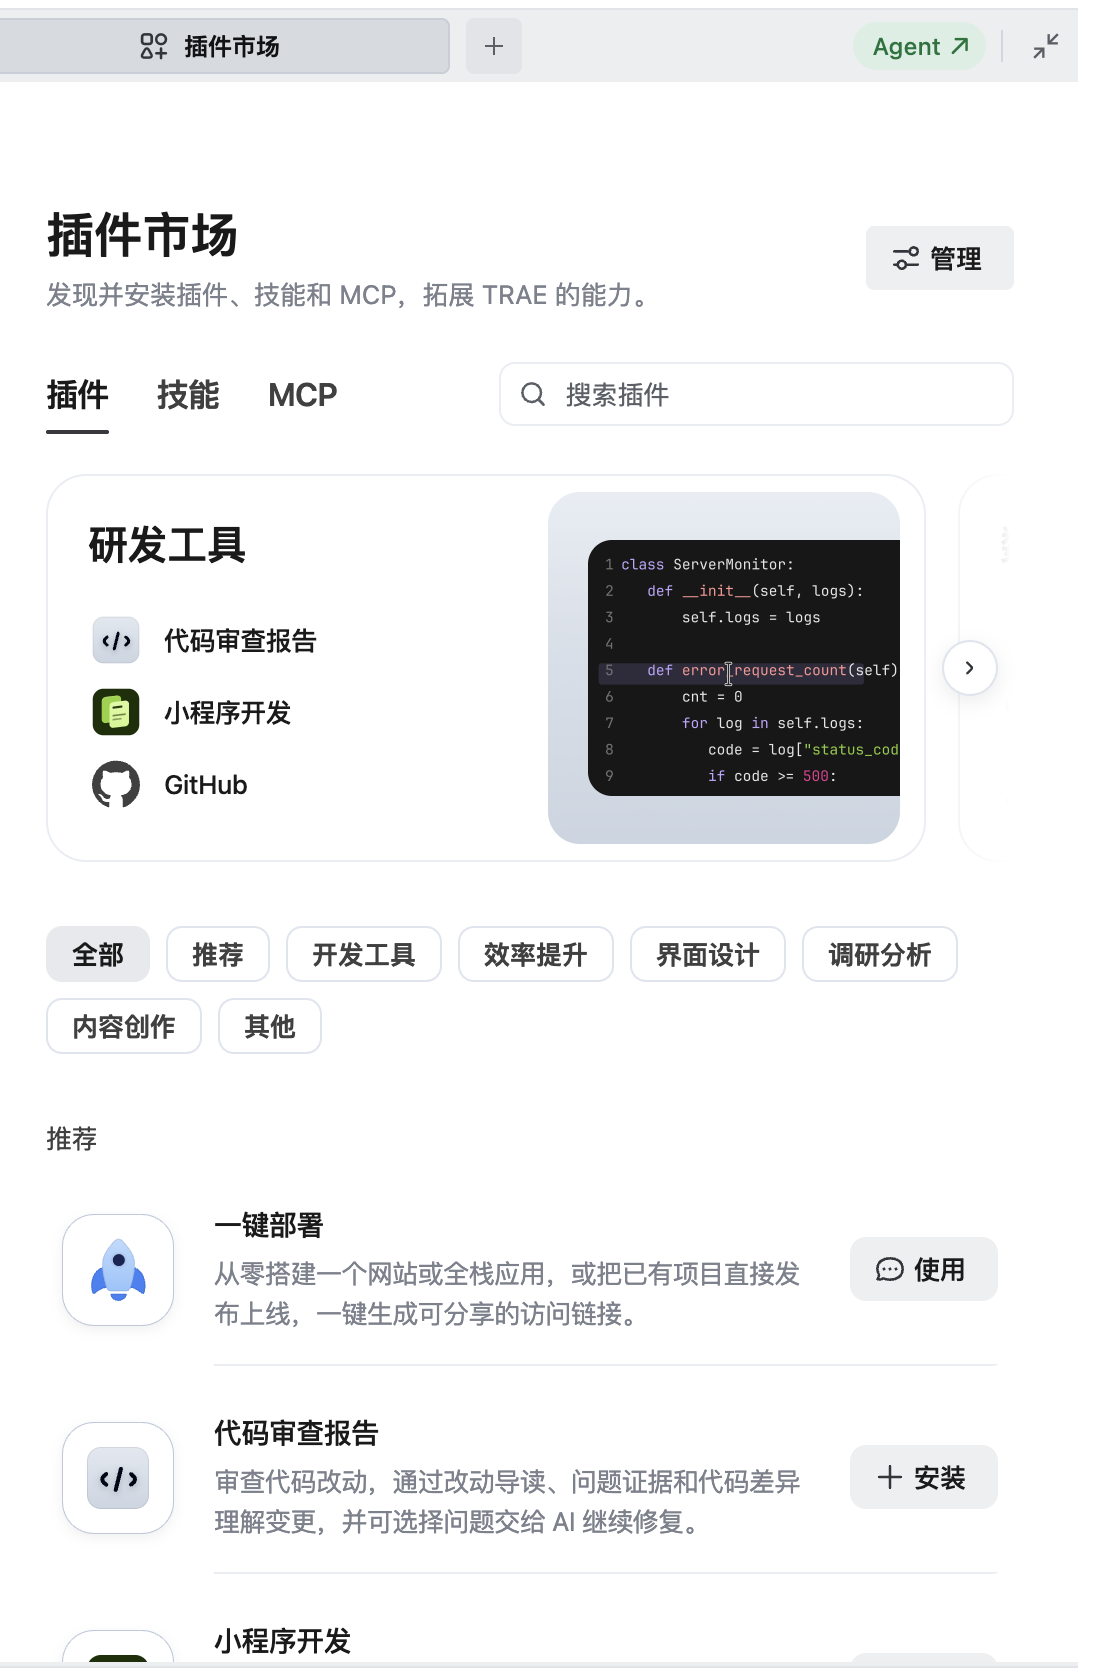 插件市场
Agent
插件市场
管理
发现并安装插件、技能和 MCP，拓展 TRAE 的能力。
插件 技能 MCP
搜索插件
研发工具
代码审查报告
小程序开发
GitHub
1 class ServerMonitor:
2 def __init__(self, logs):
3 self.logs = logs
4
5 def error_request_count(self)
6 cnt = 0
7 for log in self.logs:
8 code = log["status_cod
9 if code >= 500:
全部 推荐 开发工具 效率提升 界面设计 调研分析
内容创作 其他
推荐
一键部署
从零搭建一个网站或全栈应用，或把已有项目直接发
布上线，一键生成可分享的访问链接。
使用
代码审查报告
审查代码改动，通过改动导读、问题证据和代码差异
理解变更，并可选择问题交给 AI 继续修复。
安装
小程序开发